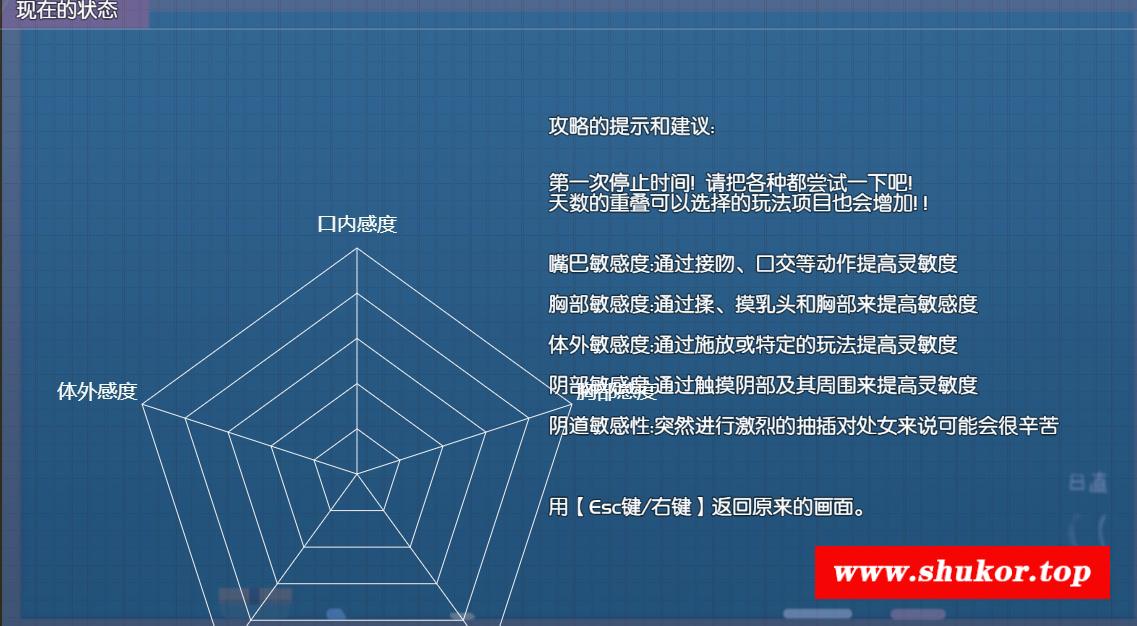 现在的状态
攻略的提示和建议:
第一次停止时间! 请把各种都尝试一下吧!
天数的重叠可以选择的玩法项目也会增加!!
口内感度
嘴巴敏感度:通过接吻、口交等动作提高灵敏度
胸部敏感度:通过揉、摸乳头和胸部来提高敏感度
体外敏感度:通过施放或特定的玩法提高灵敏度
体外感度
胸部感度
阴部敏感度:通过触摸阴部及其周围来提高灵敏度
阴道敏感性:突然进行激烈的抽插对处女来说可能会很辛苦
日直
用【Esc键/右键】返回原来的画面。
www.shukor.top